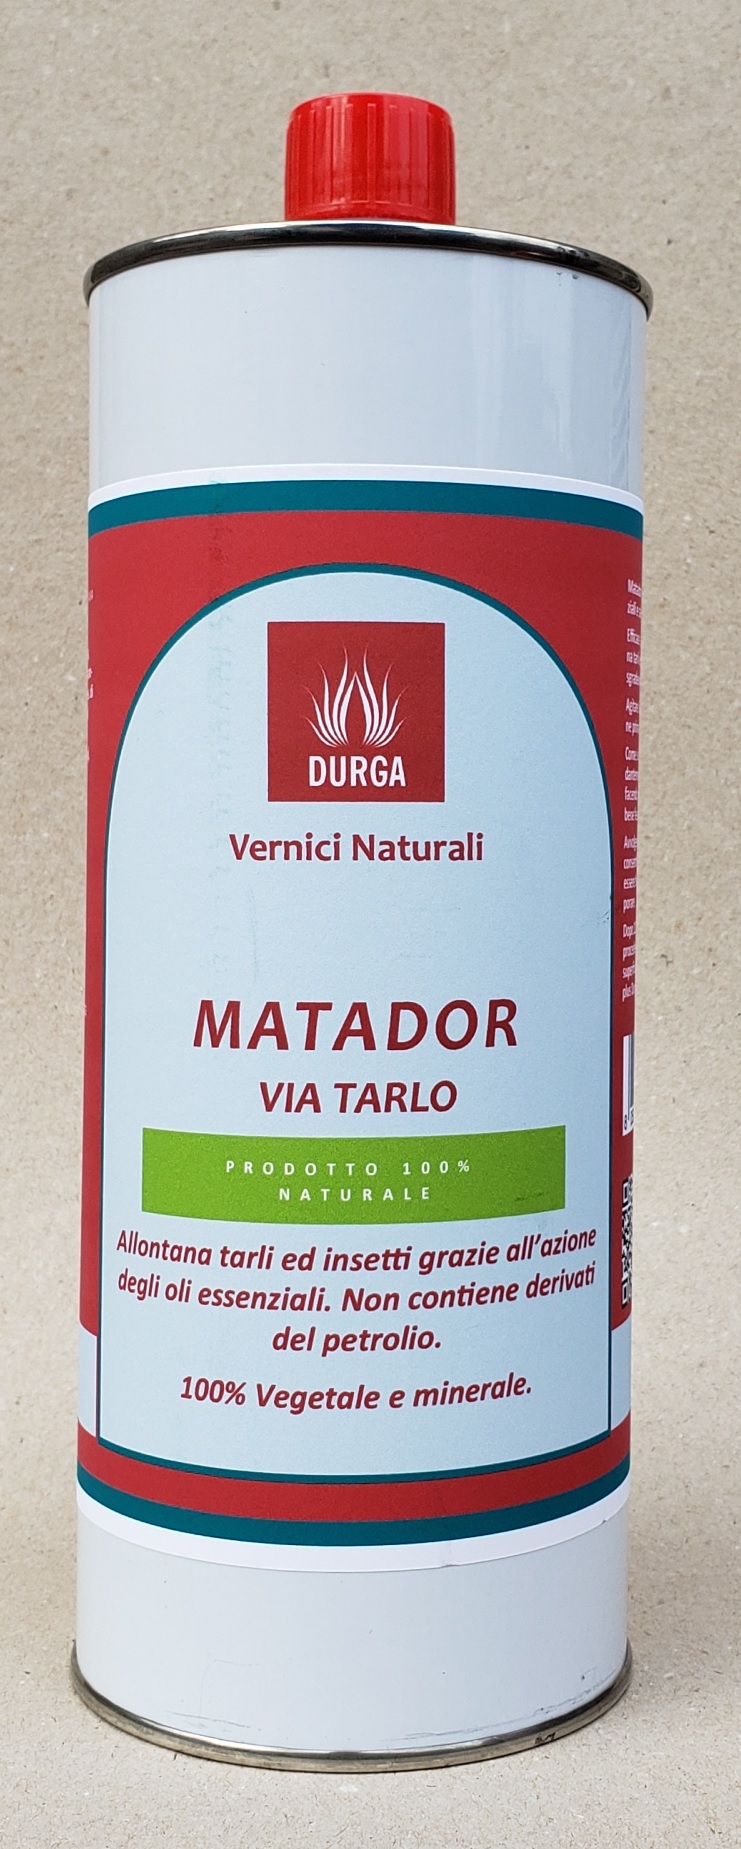 DURGA
Vernici Naturali
MATADOR
VIA TARLO
PRODOTTO 100%
NATURALE
Allontana tarli ed insetti grazie all'azione
degli oli essenziali. Non contiene derivati
del petrolio.
100% Vegetale e minerale.